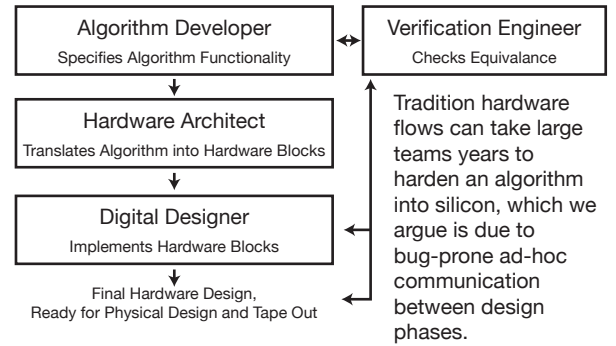 Algorithm Developer
Specifies Algorithm Functionality
Verification Engineer
Checks Equivalance
Hardware Architect
Translates Algorithm into Hardware Blocks
Digital Designer
Implements Hardware Blocks
Final Hardware Design,
Ready for Physical Design and Tape Out
Tradition hardware
flows can take large
teams years to
harden an algorithm
into silicon, which we
argue is due to
bug-prone ad-hoc
communication
between design
phases.